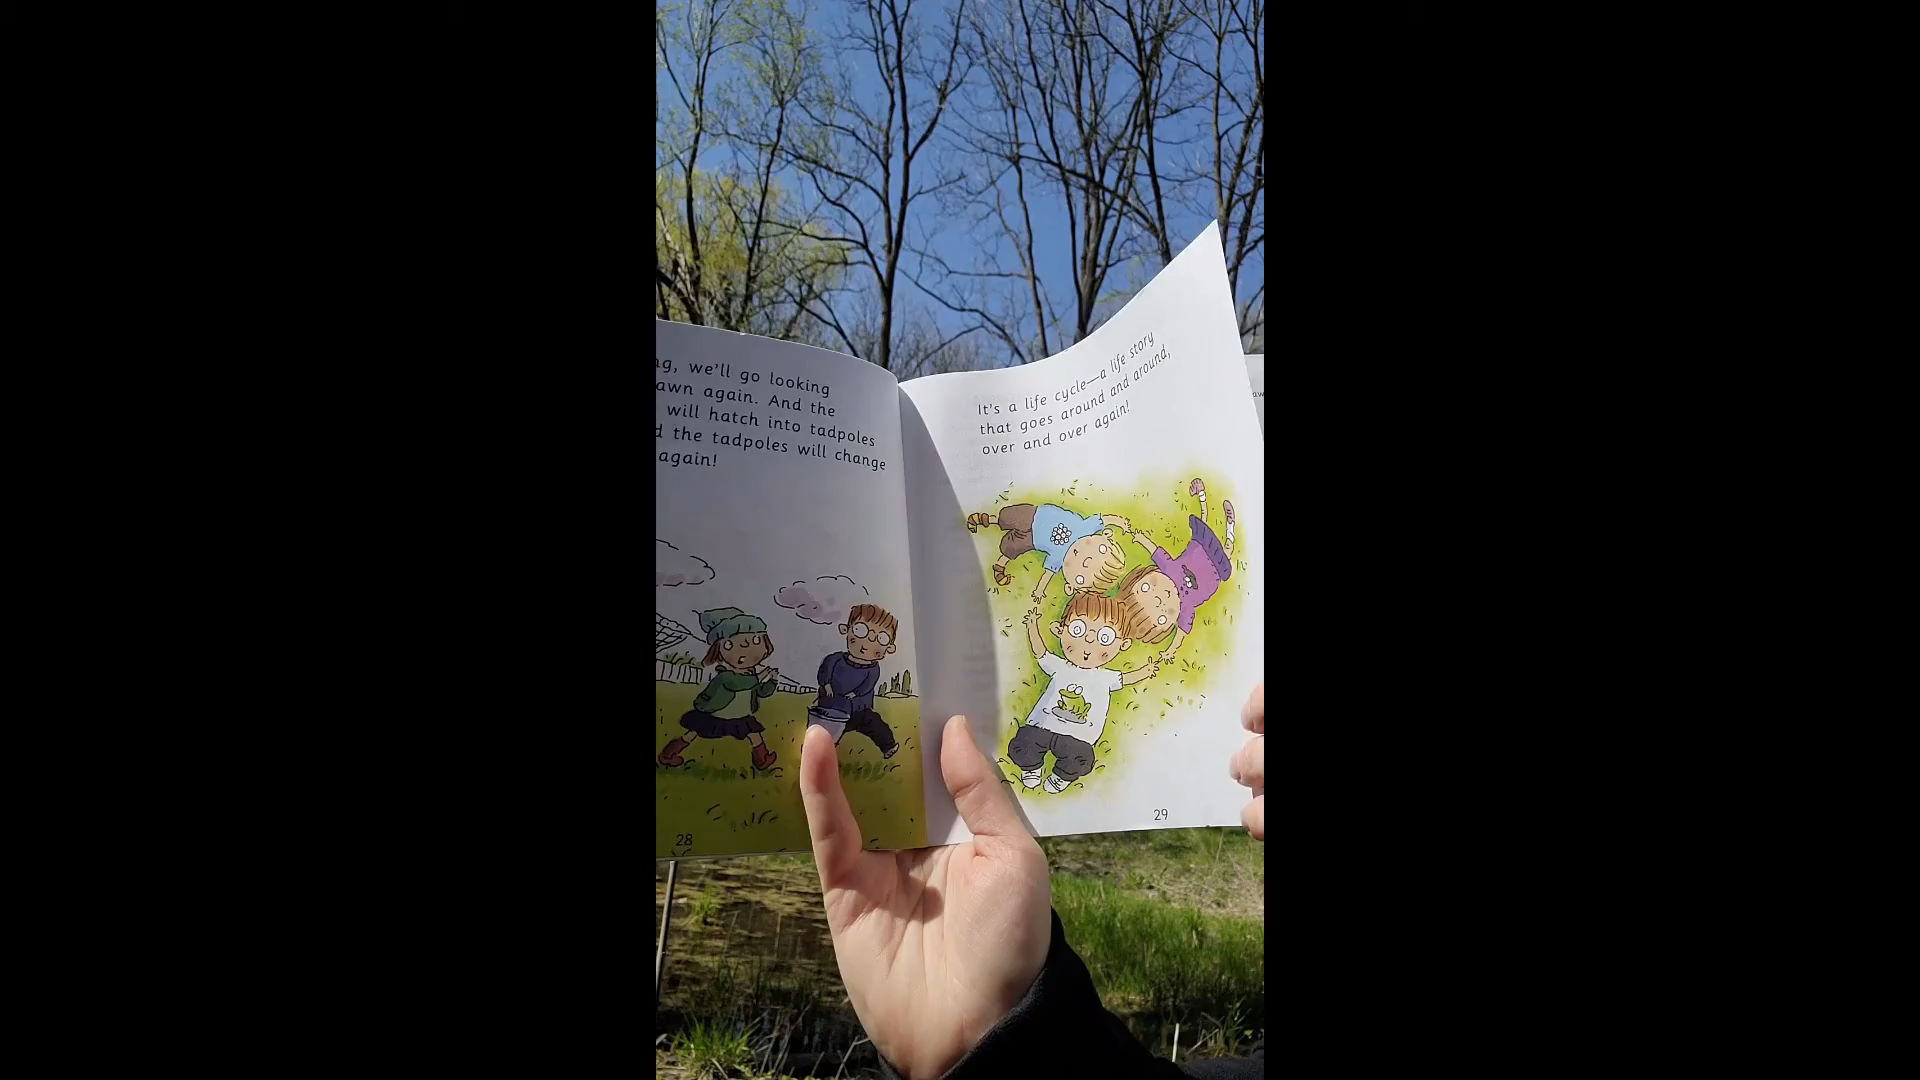 we'll go looking
again. And the
will hatch into tadpoles
the tadpoles will change
again!
28
It's a life cycle—a life story
that goes around and around,
over and over again!
29